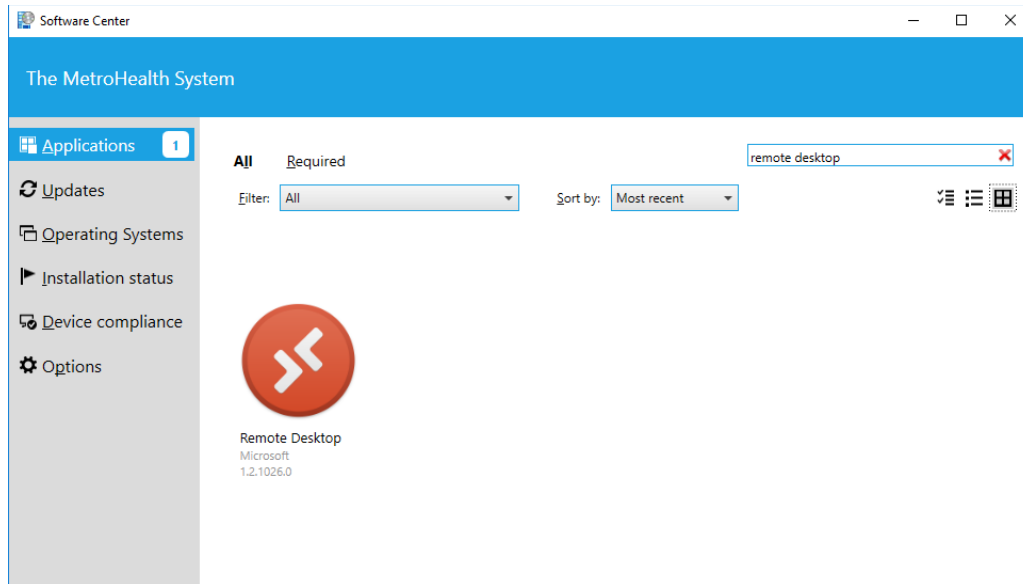 Software Center
The MetroHealth System
Applications 1
Updates
Operating Systems
Installation status
Device compliance
Options
All Required
remote desktop
Filter: All Sort by: Most recent
Remote Desktop
Microsoft
1.2.1026.0